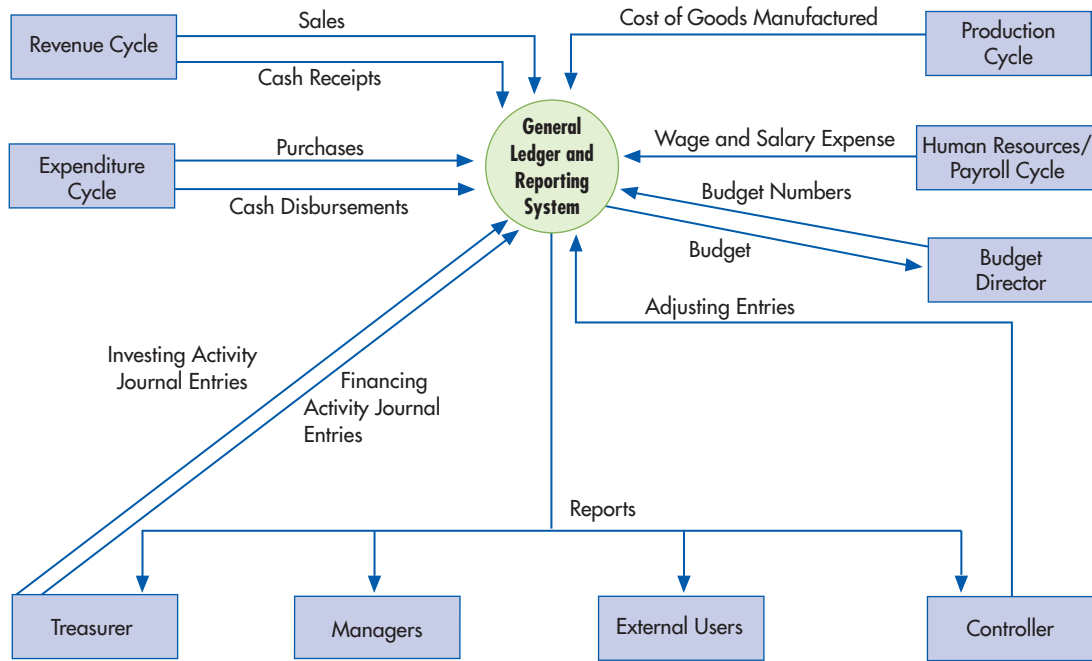 Sales
Cost of Goods Manufactured
Revenue Cycle
Production
Cycle
Cash Receipts
General
Ledger and
Reporting
System
Purchases
Wage and Salary Expense
Expenditure
Cycle
Human Resources/
Payroll Cycle
Cash Disbursements
Budget Numbers
Budget
Budget
Director
Adjusting Entries
Investing Activity
Journal Entries
Financing
Activity Journal
Entries
Reports
Treasurer
Managers
External Users
Controller